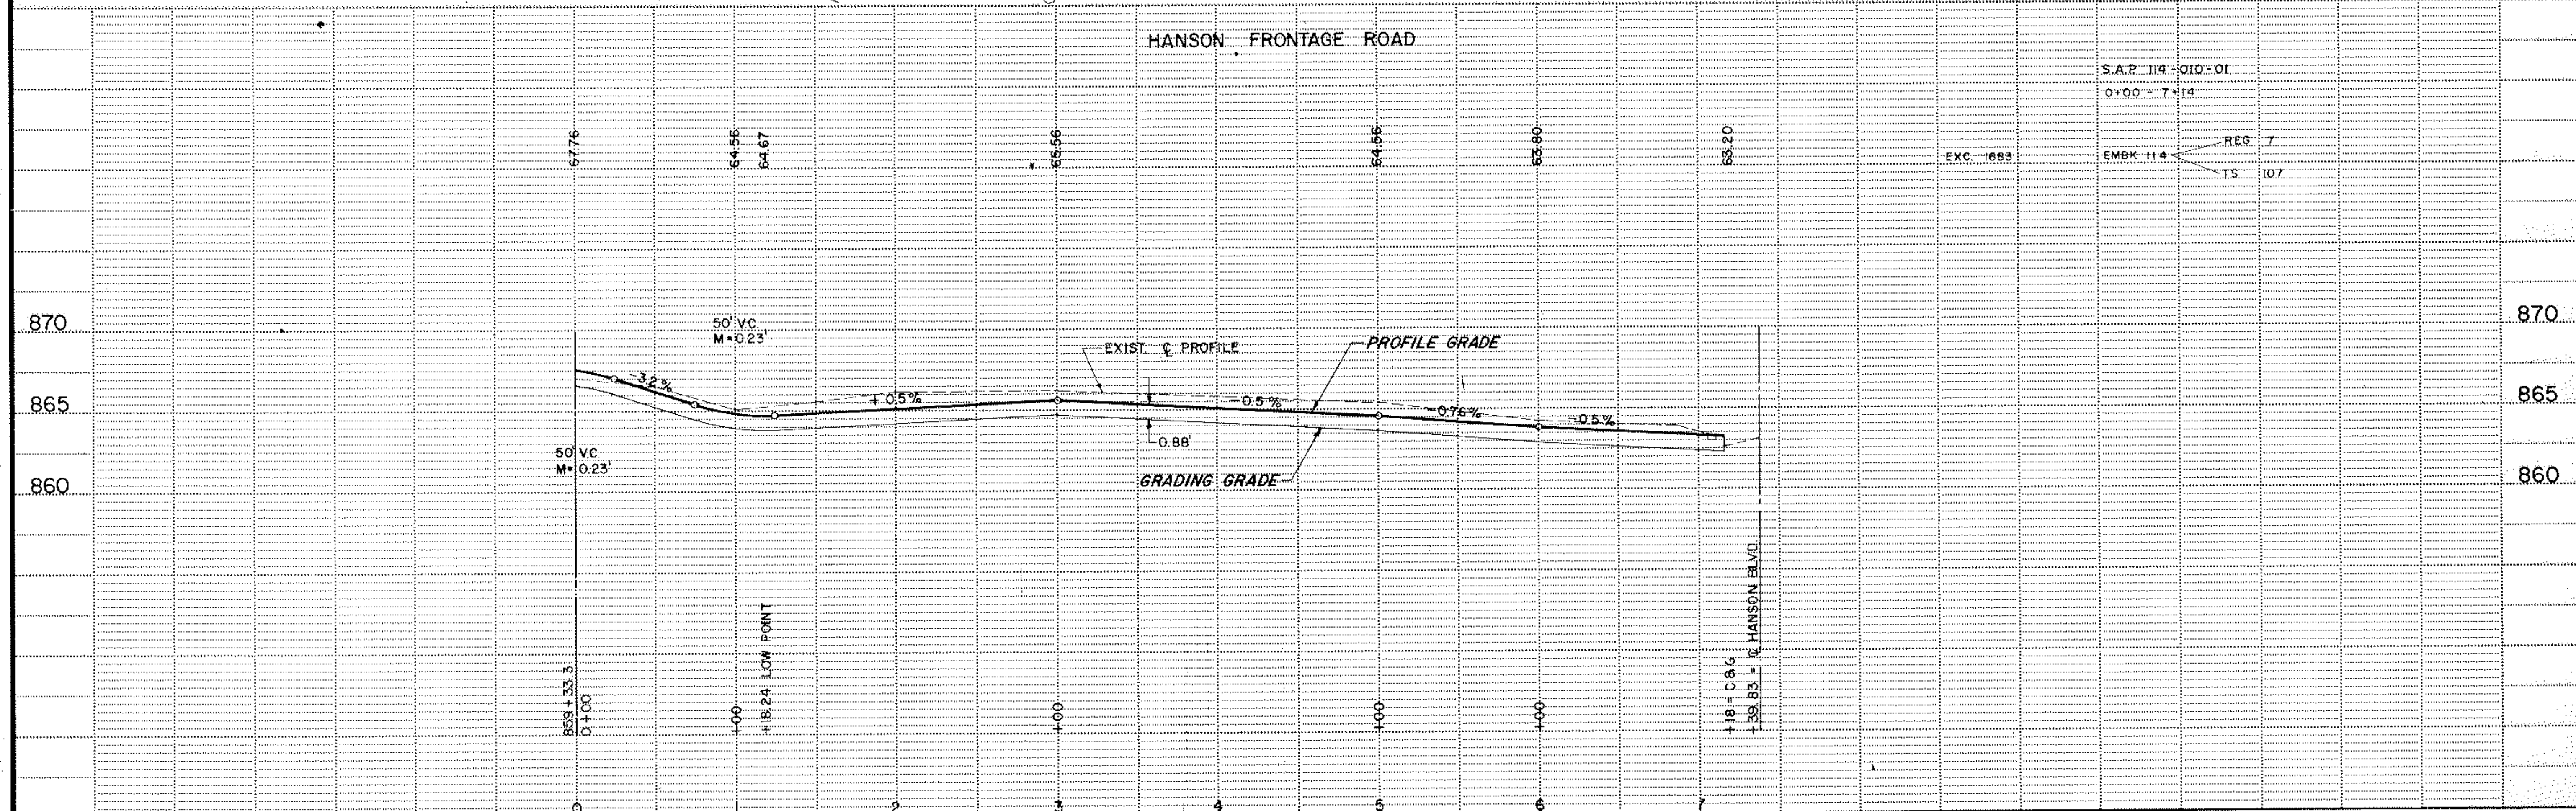 HANSON FRONTAGE ROAD
S.A.P. 114-010-01
0+00 - 7+14
67.76
64.56
64.67
65.56
64.56
63.80
63.20
EXC. 1683
EMBK 114
REG 7
TS 107
870
50' V.C.
M=0.23'
EXIST. ℄ PROFILE
PROFILE GRADE
870
-3.2%
+0.5%
-0.5%
-0.76%
-0.5%
865
865
0.88'
50' V.C.
M=0.23'
GRADING GRADE
860
860
859+33.3
0+00
+00
+18.24 LOW POINT
+00
+00
+00
+18 = C&G
+39.83 = ℄ HANSON BLVD.
0
1
2
3
4
5
6
7